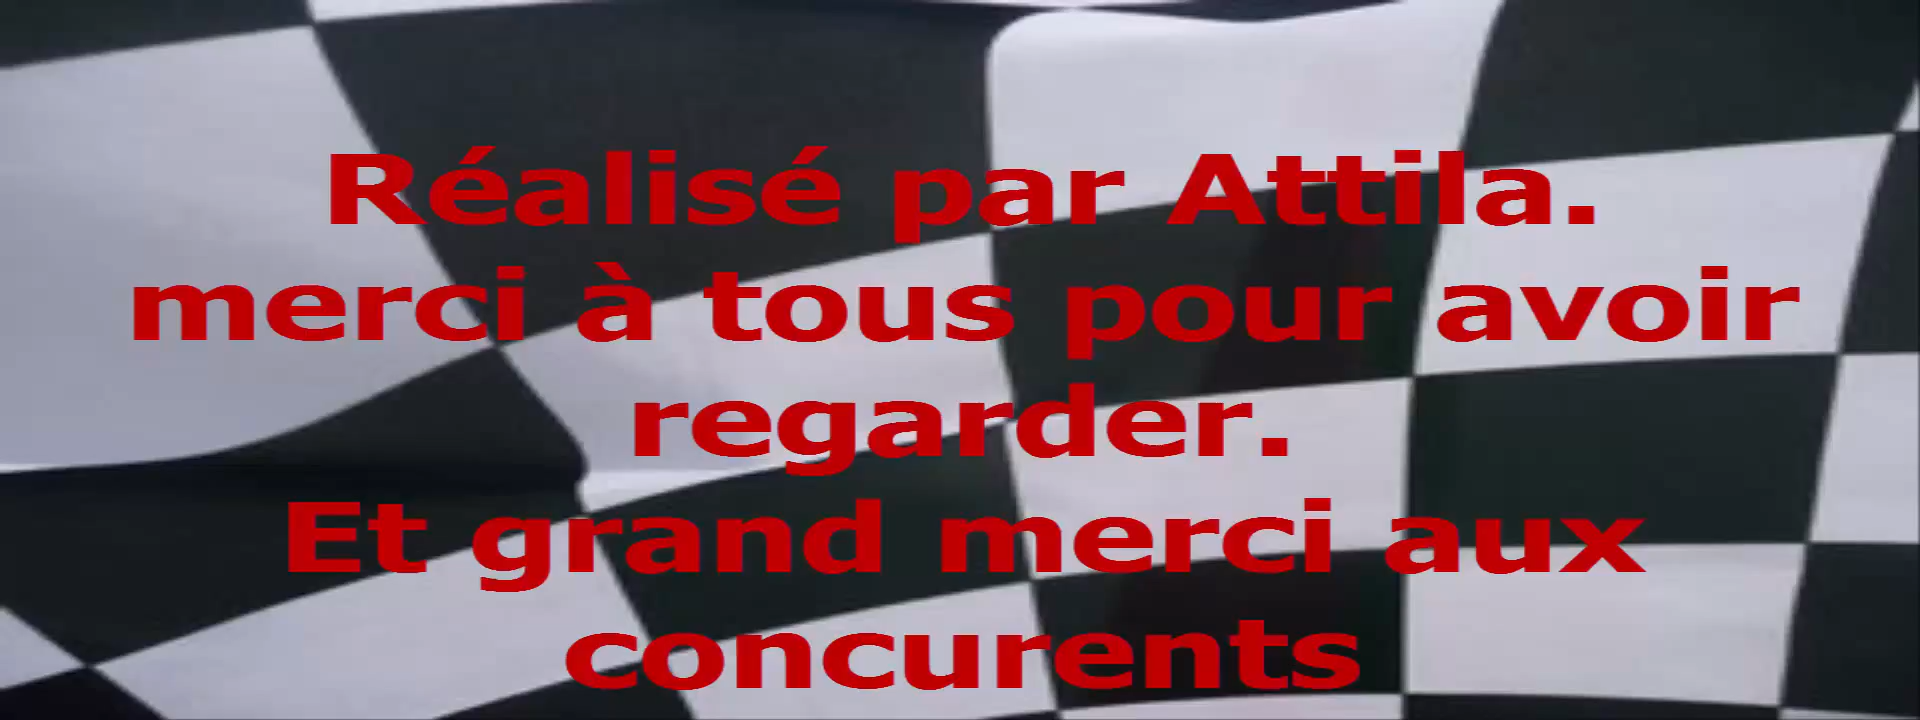 Réalisé par Attila.
merci à tous pour avoir
regarder.
Et grand merci aux
concurents